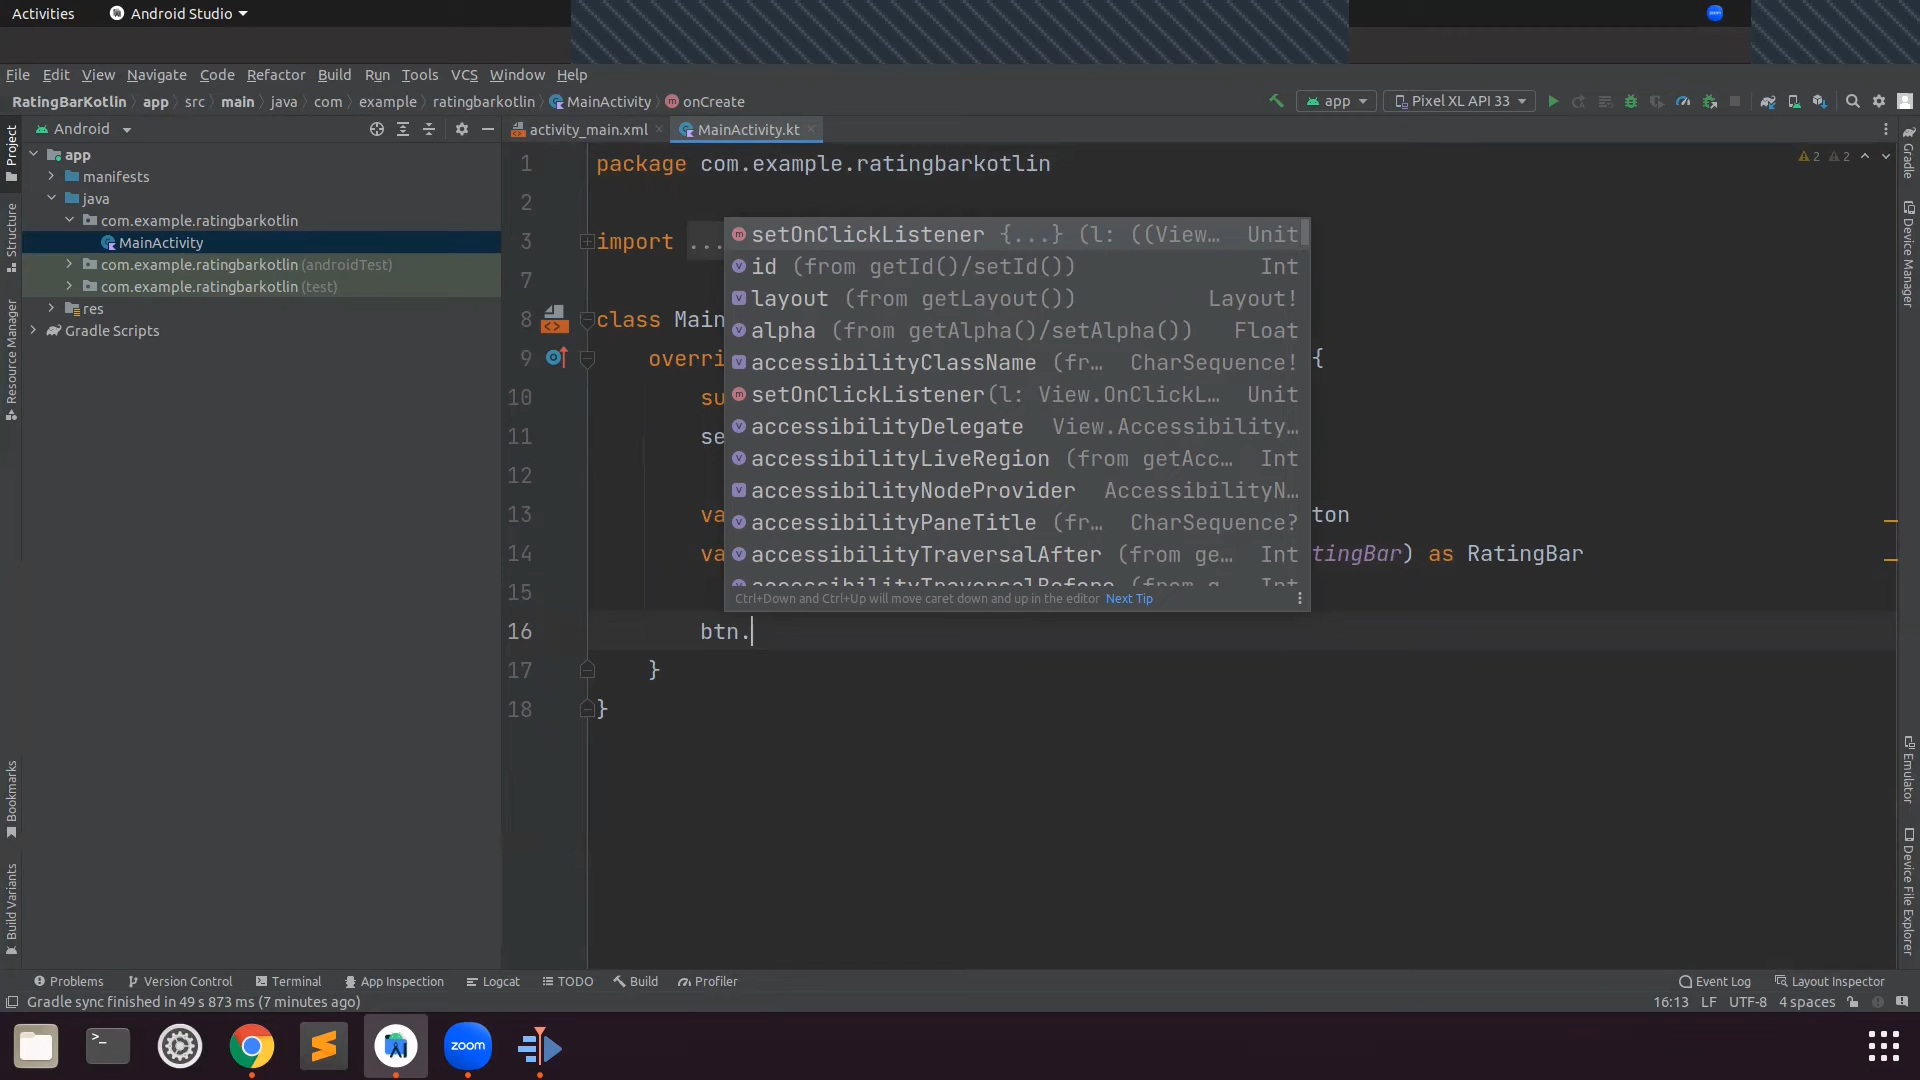 Activities
Android Studio
File Edit View Navigate Code Refactor Build Run Tools VCS Window Help
RatingBarKotlin app src main java com example ratingbarkotlin MainActivity onCreate
app
Pixel XL API 33
Android
activity_main.xml
MainActivity.kt
Project
Structure
Resource Manager
Bookmarks
Build Variants
app
manifests
java
com.example.ratingbarkotlin
MainActivity
com.example.ratingbarkotlin (androidTest)
com.example.ratingbarkotlin (test)
res
Gradle Scripts
2 2
1 package com.example.ratingbarkotlin
2
3 import ...
7
8 class Main
9 overri {
10 su
11 se
12
13 va ton
14 va tingBar) as RatingBar
15
16 btn.
17 }
18 }
setOnClickListener {...} (l: ((View... Unit
id (from getId()/setId()) Int
layout (from getLayout()) Layout!
alpha (from getAlpha()/setAlpha()) Float
accessibilityClassName (fr... CharSequence!
setOnClickListener(l: View.OnClickL... Unit
accessibilityDelegate View.Accessibility...
accessibilityLiveRegion (from getAcc... Int
accessibilityNodeProvider AccessibilityN...
accessibilityPaneTitle (fr... CharSequence?
accessibilityTraversalAfter (from ge... Int
accessibilityTraversalBefore (from g... Int
Ctrl+Down and Ctrl+Up will move caret down and up in the editor Next Tip
Gradle
Device Manager
Emulator
Device File Explorer
Problems Version Control Terminal App Inspection Logcat TODO Build Profiler
Event Log Layout Inspector
Gradle sync finished in 49 s 873 ms (7 minutes ago)
16:13 LF UTF-8 4 spaces
zoom